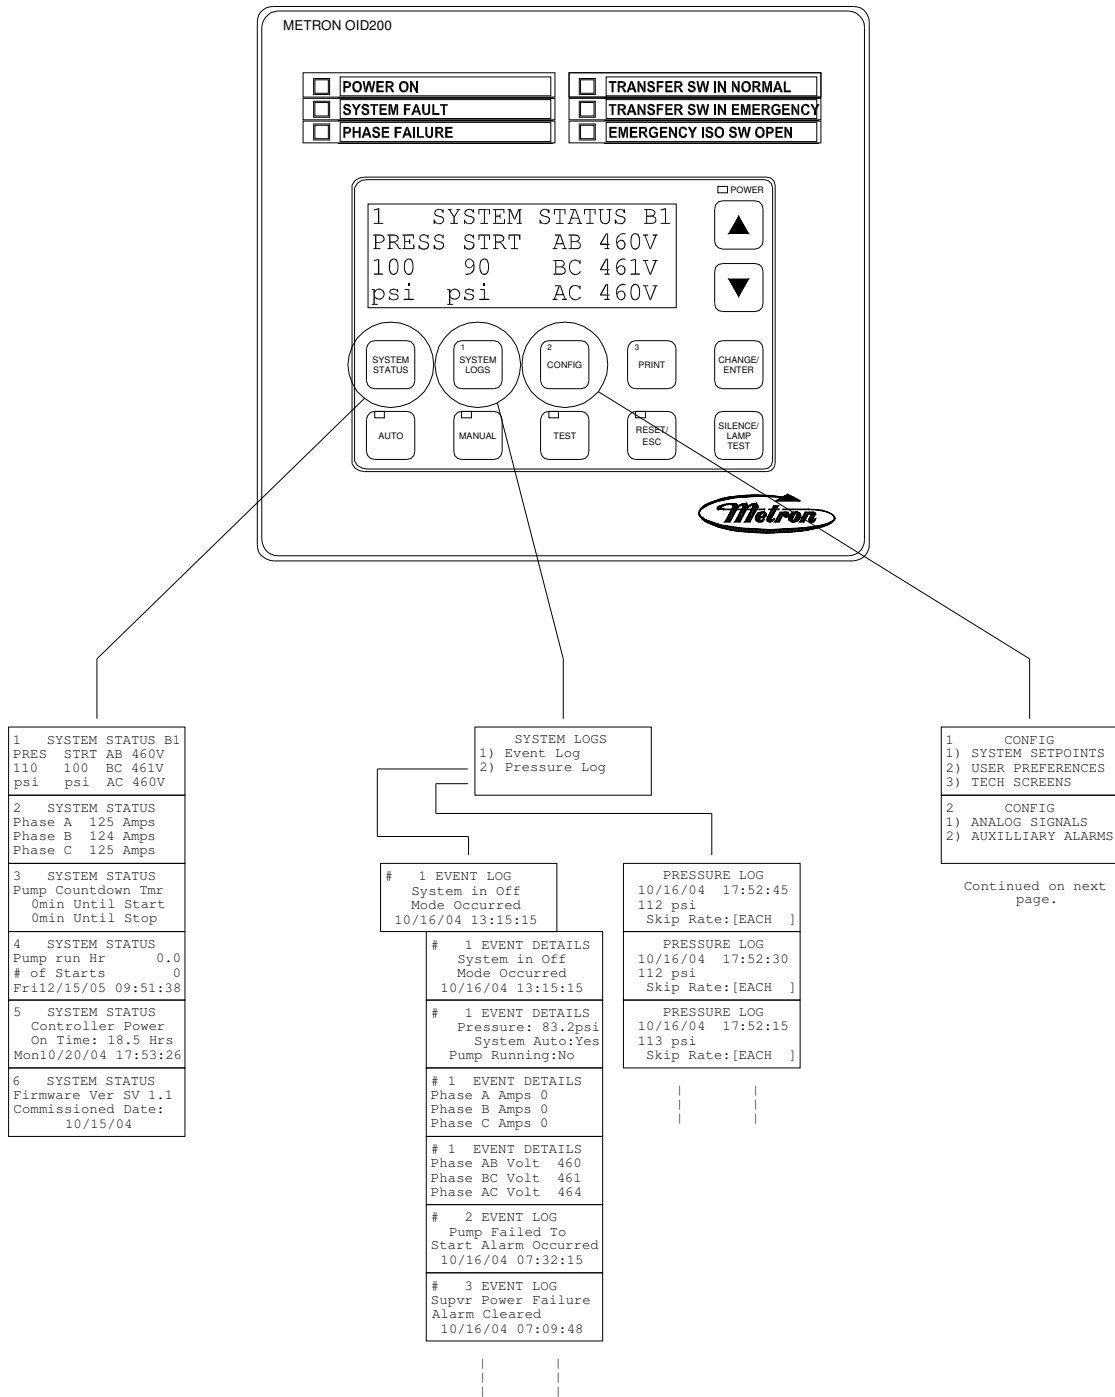 METRON OID200
POWER ON
SYSTEM FAULT
PHASE FAILURE
TRANSFER SW IN NORMAL
TRANSFER SW IN EMERGENCY
EMERGENCY ISO SW OPEN
POWER
1 SYSTEM STATUS B1
PRESS STRT AB 460V
100 90 BC 461V
psi psi AC 460V
SYSTEM
STATUS
1
SYSTEM
LOGS
2
CONFIG
3
PRINT
CHANGE/
ENTER
AUTO
MANUAL
TEST
RESET/
ESC
SILENCE/
LAMP
TEST
Metron
1 SYSTEM STATUS B1
PRES STRT AB 460V
110 100 BC 461V
psi psi AC 460V
2 SYSTEM STATUS
Phase A 125 Amps
Phase B 124 Amps
Phase C 125 Amps
3 SYSTEM STATUS
Pump Countdown Tmr
0min Until Start
0min Until Stop
4 SYSTEM STATUS
Pump run Hr 0.0
# of Starts 0
Fri12/15/05 09:51:38
5 SYSTEM STATUS
Controller Power
On Time: 18.5 Hrs
Mon10/20/04 17:53:26
6 SYSTEM STATUS
Firmware Ver SV 1.1
Commissioned Date:
10/15/04
SYSTEM LOGS
1) Event Log
2) Pressure Log
# 1 EVENT LOG
System in Off
Mode Occurred
10/16/04 13:15:15
# 1 EVENT DETAILS
System in Off
Mode Occurred
10/16/04 13:15:15
# 1 EVENT DETAILS
Pressure: 83.2psi
System Auto:Yes
Pump Running:No
# 1 EVENT DETAILS
Phase A Amps 0
Phase B Amps 0
Phase C Amps 0
# 1 EVENT DETAILS
Phase AB Volt 460
Phase BC Volt 461
Phase AC Volt 464
# 2 EVENT LOG
Pump Failed To
Start Alarm Occurred
10/16/04 07:32:15
# 3 EVENT LOG
Supvr Power Failure
Alarm Cleared
10/16/04 07:09:48
PRESSURE LOG
10/16/04 17:52:45
112 psi
Skip Rate:[EACH ]
PRESSURE LOG
10/16/04 17:52:30
112 psi
Skip Rate:[EACH ]
PRESSURE LOG
10/16/04 17:52:15
113 psi
Skip Rate:[EACH ]
1 CONFIG
1) SYSTEM SETPOINTS
2) USER PREFERENCES
3) TECH SCREENS
2 CONFIG
1) ANALOG SIGNALS
2) AUXILLIARY ALARMS
Continued on next
page.